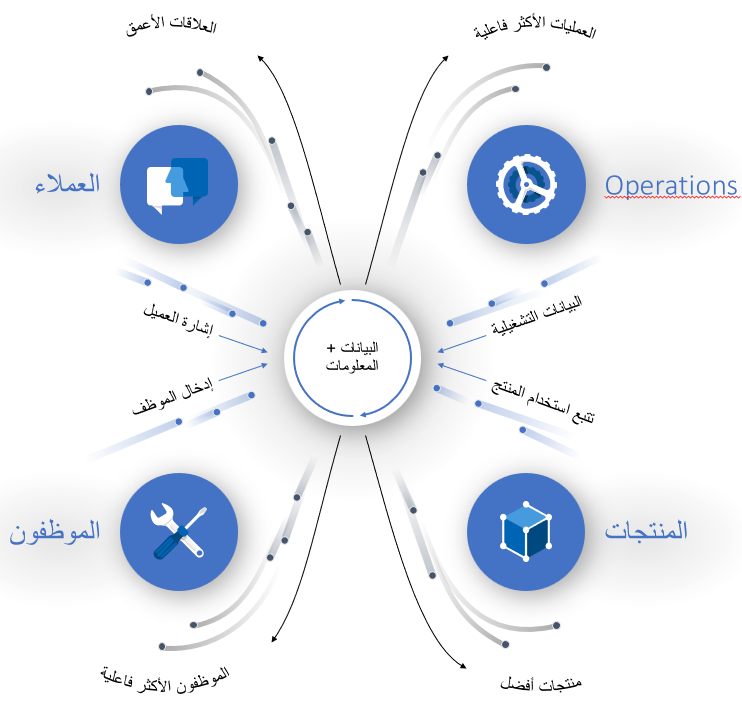 العمليات الأكثر فاعلية
العلاقات الأعمق
Operations
العملاء
البيانات التشغيلية
إشارة العميل
البيانات +
المعلومات
تتبع استخدام المنتج
إدخال الموظف
المنتجات
الموظفون
منتجات أفضل
الموظفون الأكثر فاعلية